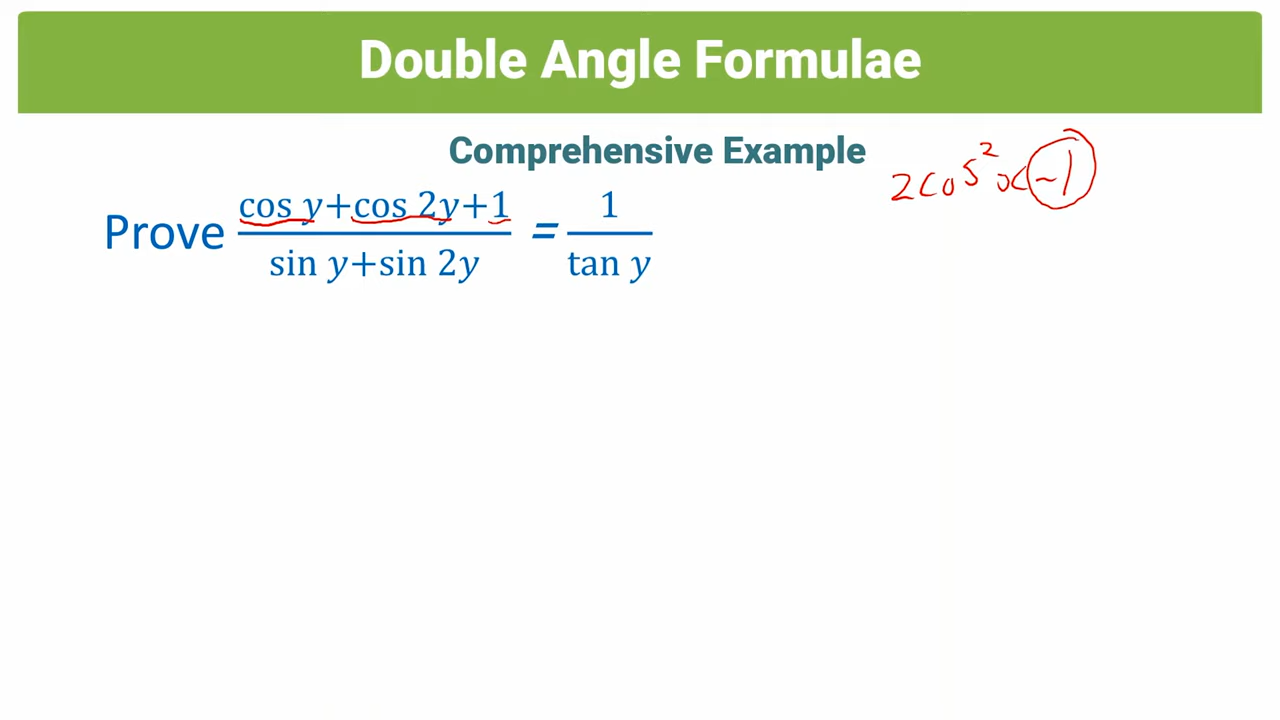 Double Angle Formulae
Comprehensive Example
2cos²x-1
Prove (cos y+cos 2y+1)/(sin y+sin 2y) = 1/(tan y)